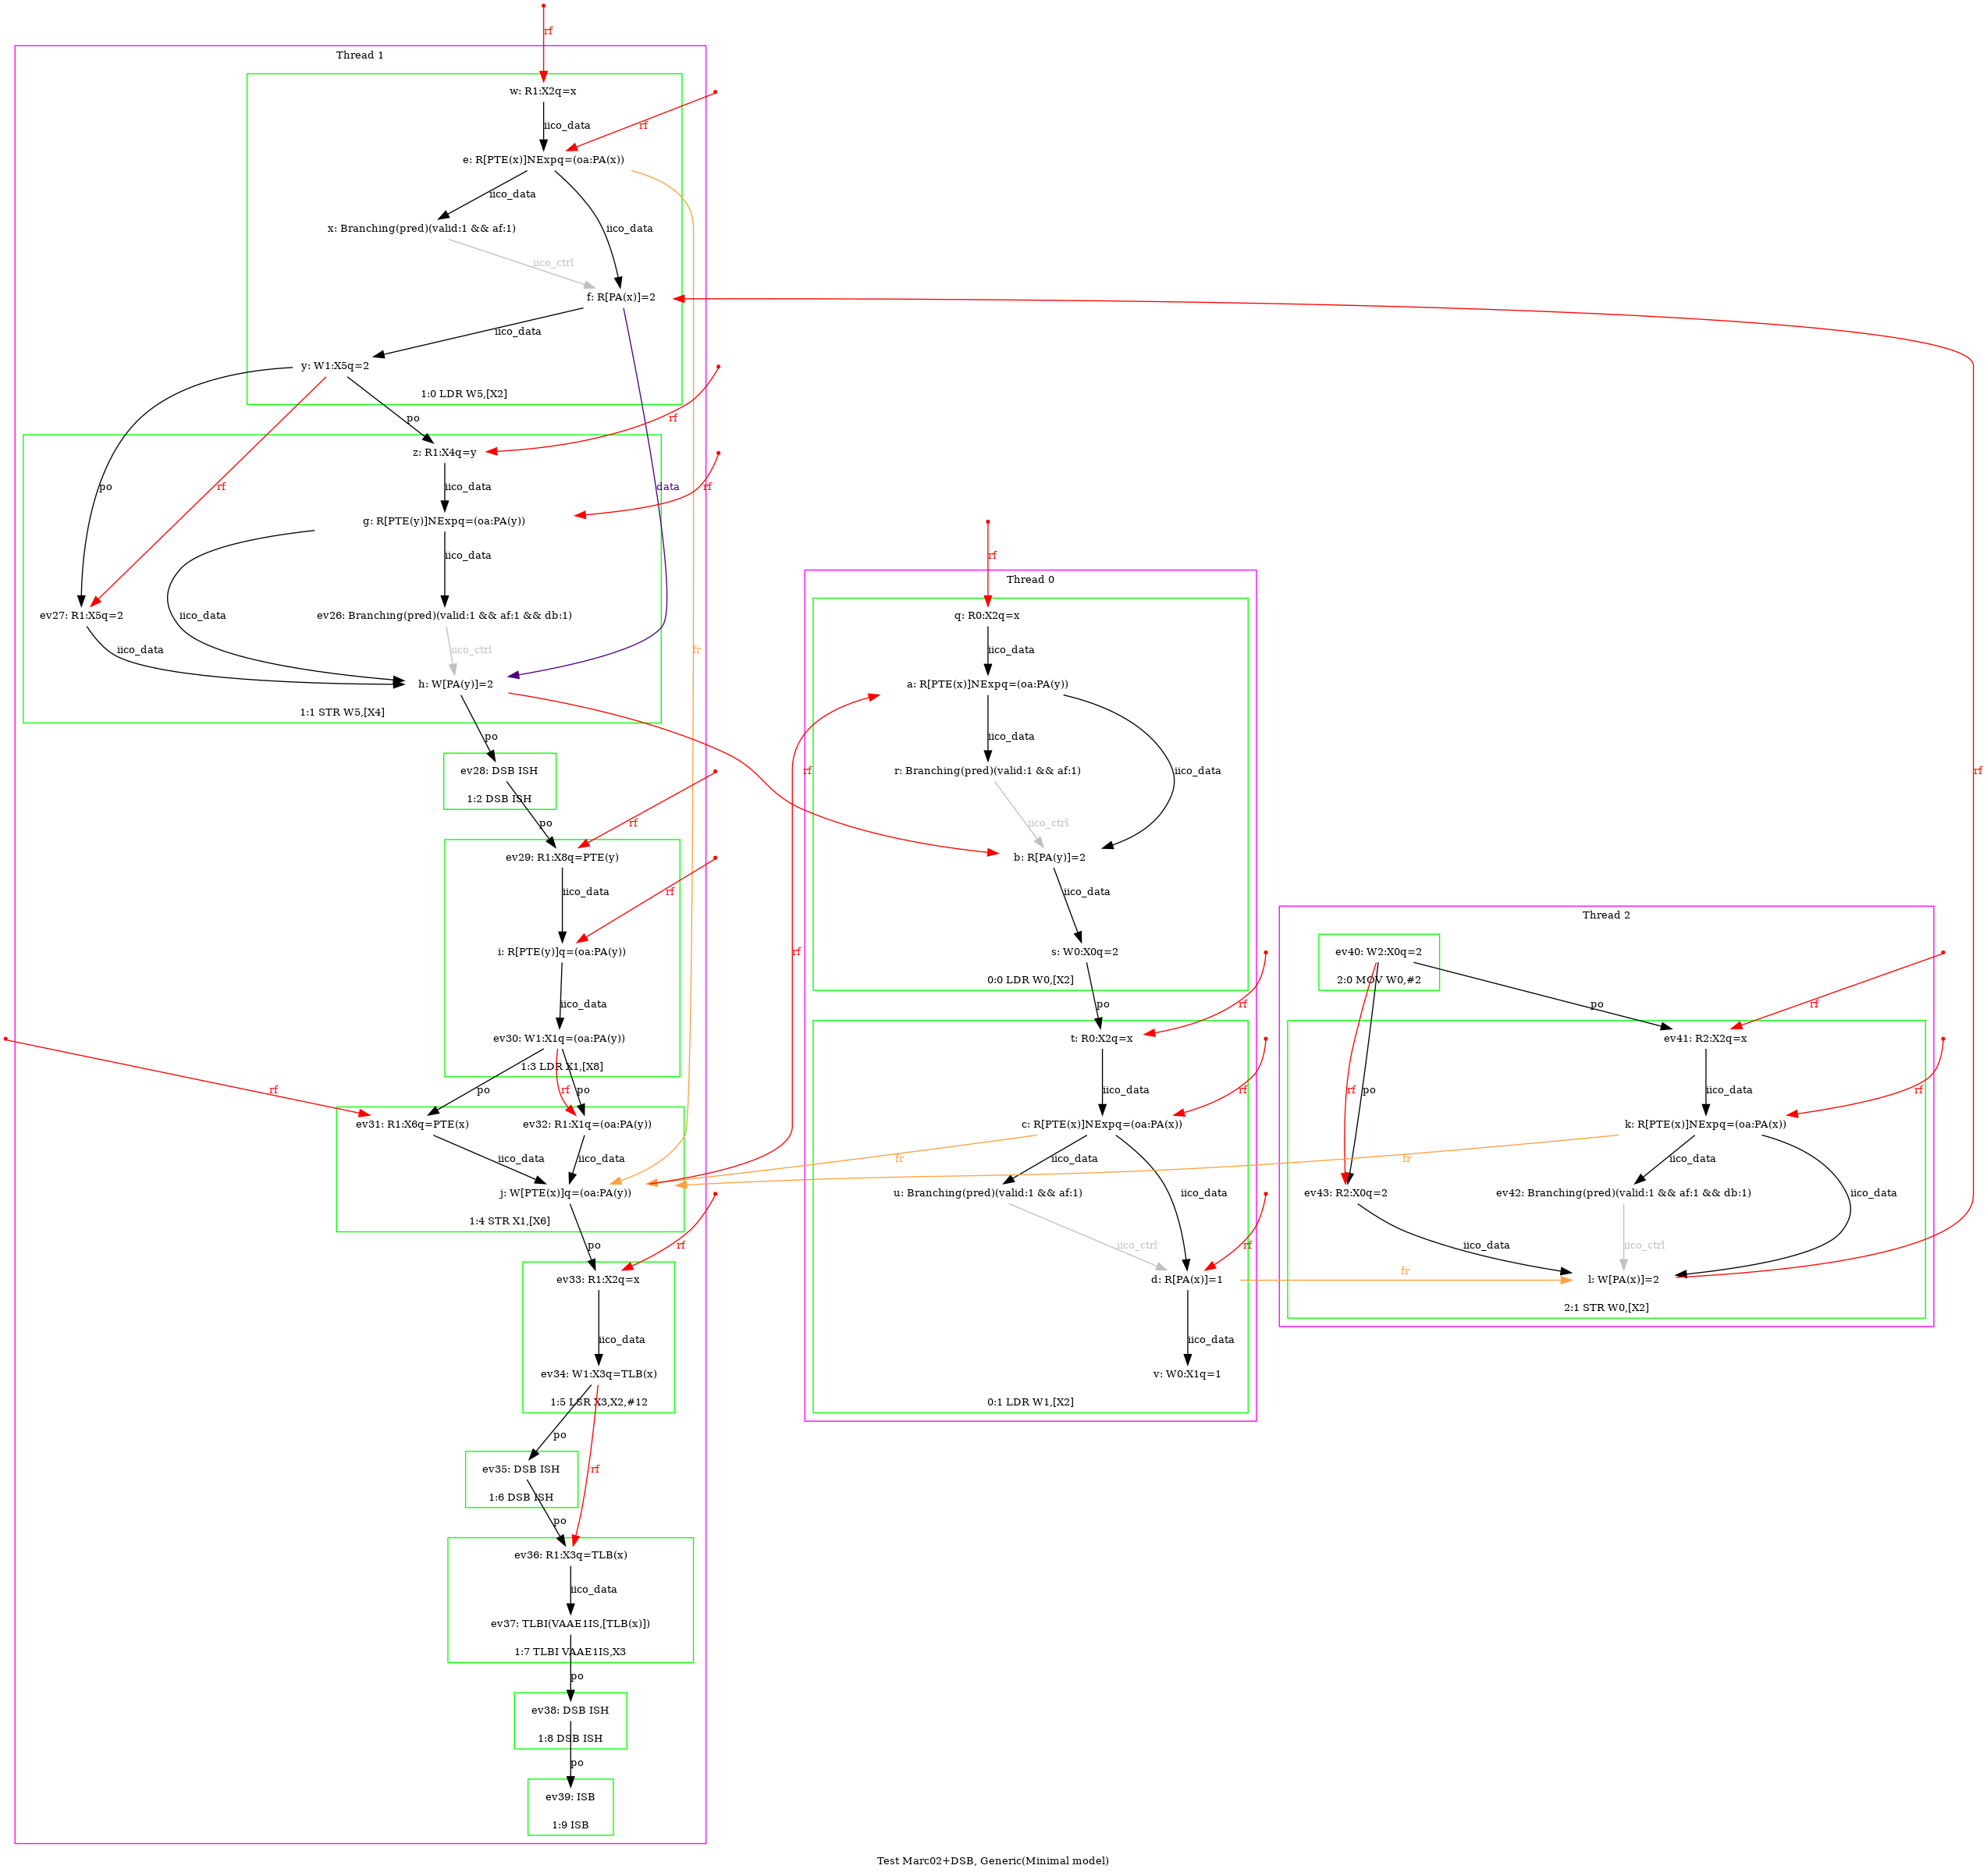 rf
Thread 1
w: R1:X2q=x
iico_data
rf
e: R[PTE(x)]NExpq=(oa:PA(x))
iico_data
x: Branching(pred)(valid:1 && af:1)
iico_data
iico_ctrl
f: R[PA(x)]=2
iico_data
y: W1:X5q=2
1:0 LDR W5,[X2]
po
rf
z: R1:X4q=y
po
rf
iico_data
data
rf
g: R[PTE(y)]NExpq=(oa:PA(y))
iico_data
iico_data
ev27: R1:X5q=2
ev26: Branching(pred)(valid:1 && af:1 && db:1)
iico_data
iico_ctrl
fr
h: W[PA(y)]=2
1:1 STR W5,[X4]
po
ev28: DSB ISH
1:2 DSB ISH
po
rf
ev29: R1:X8q=PTE(y)
iico_data
rf
i: R[PTE(y)]q=(oa:PA(y))
iico_data
ev30: W1:X1q=(oa:PA(y))
1:3 LDR X1,[X8]
rf
po
rf
po
ev31: R1:X6q=PTE(x)
ev32: R1:X1q=(oa:PA(y))
iico_data
iico_data
j: W[PTE(x)]q=(oa:PA(y))
1:4 STR X1,[X6]
po
rf
ev33: R1:X2q=x
iico_data
ev34: W1:X3q=TLB(x)
1:5 LSR X3,X2,#12
po
rf
ev35: DSB ISH
1:6 DSB ISH
po
ev36: R1:X3q=TLB(x)
iico_data
ev37: TLBI(VAAE1IS,[TLB(x)])
1:7 TLBI VAAE1IS,X3
po
ev38: DSB ISH
1:8 DSB ISH
po
ev39: ISB
1:9 ISB
rf
Thread 0
q: R0:X2q=x
iico_data
a: R[PTE(x)]NExpq=(oa:PA(y))
iico_data
rf
r: Branching(pred)(valid:1 && af:1)
iico_data
iico_ctrl
b: R[PA(y)]=2
iico_data
rf
s: W0:X0q=2
0:0 LDR W0,[X2]
po
rf
t: R0:X2q=x
iico_data
rf
c: R[PTE(x)]NExpq=(oa:PA(x))
fr
iico_data
u: Branching(pred)(valid:1 && af:1)
iico_data
iico_ctrl
rf
d: R[PA(x)]=1
fr
iico_data
v: W0:X1q=1
0:1 LDR W1,[X2]
rf
Thread 2
ev40: W2:X0q=2
2:0 MOV W0,#2
po
rf
ev41: R2:X2q=x
rf
po
iico_data
rf
k: R[PTE(x)]NExpq=(oa:PA(x))
fr
iico_data
ev43: R2:X0q=2
ev42: Branching(pred)(valid:1 && af:1 && db:1)
iico_data
iico_data
iico_ctrl
l: W[PA(x)]=2
2:1 STR W0,[X2]
Test Marc02+DSB, Generic(Minimal model)